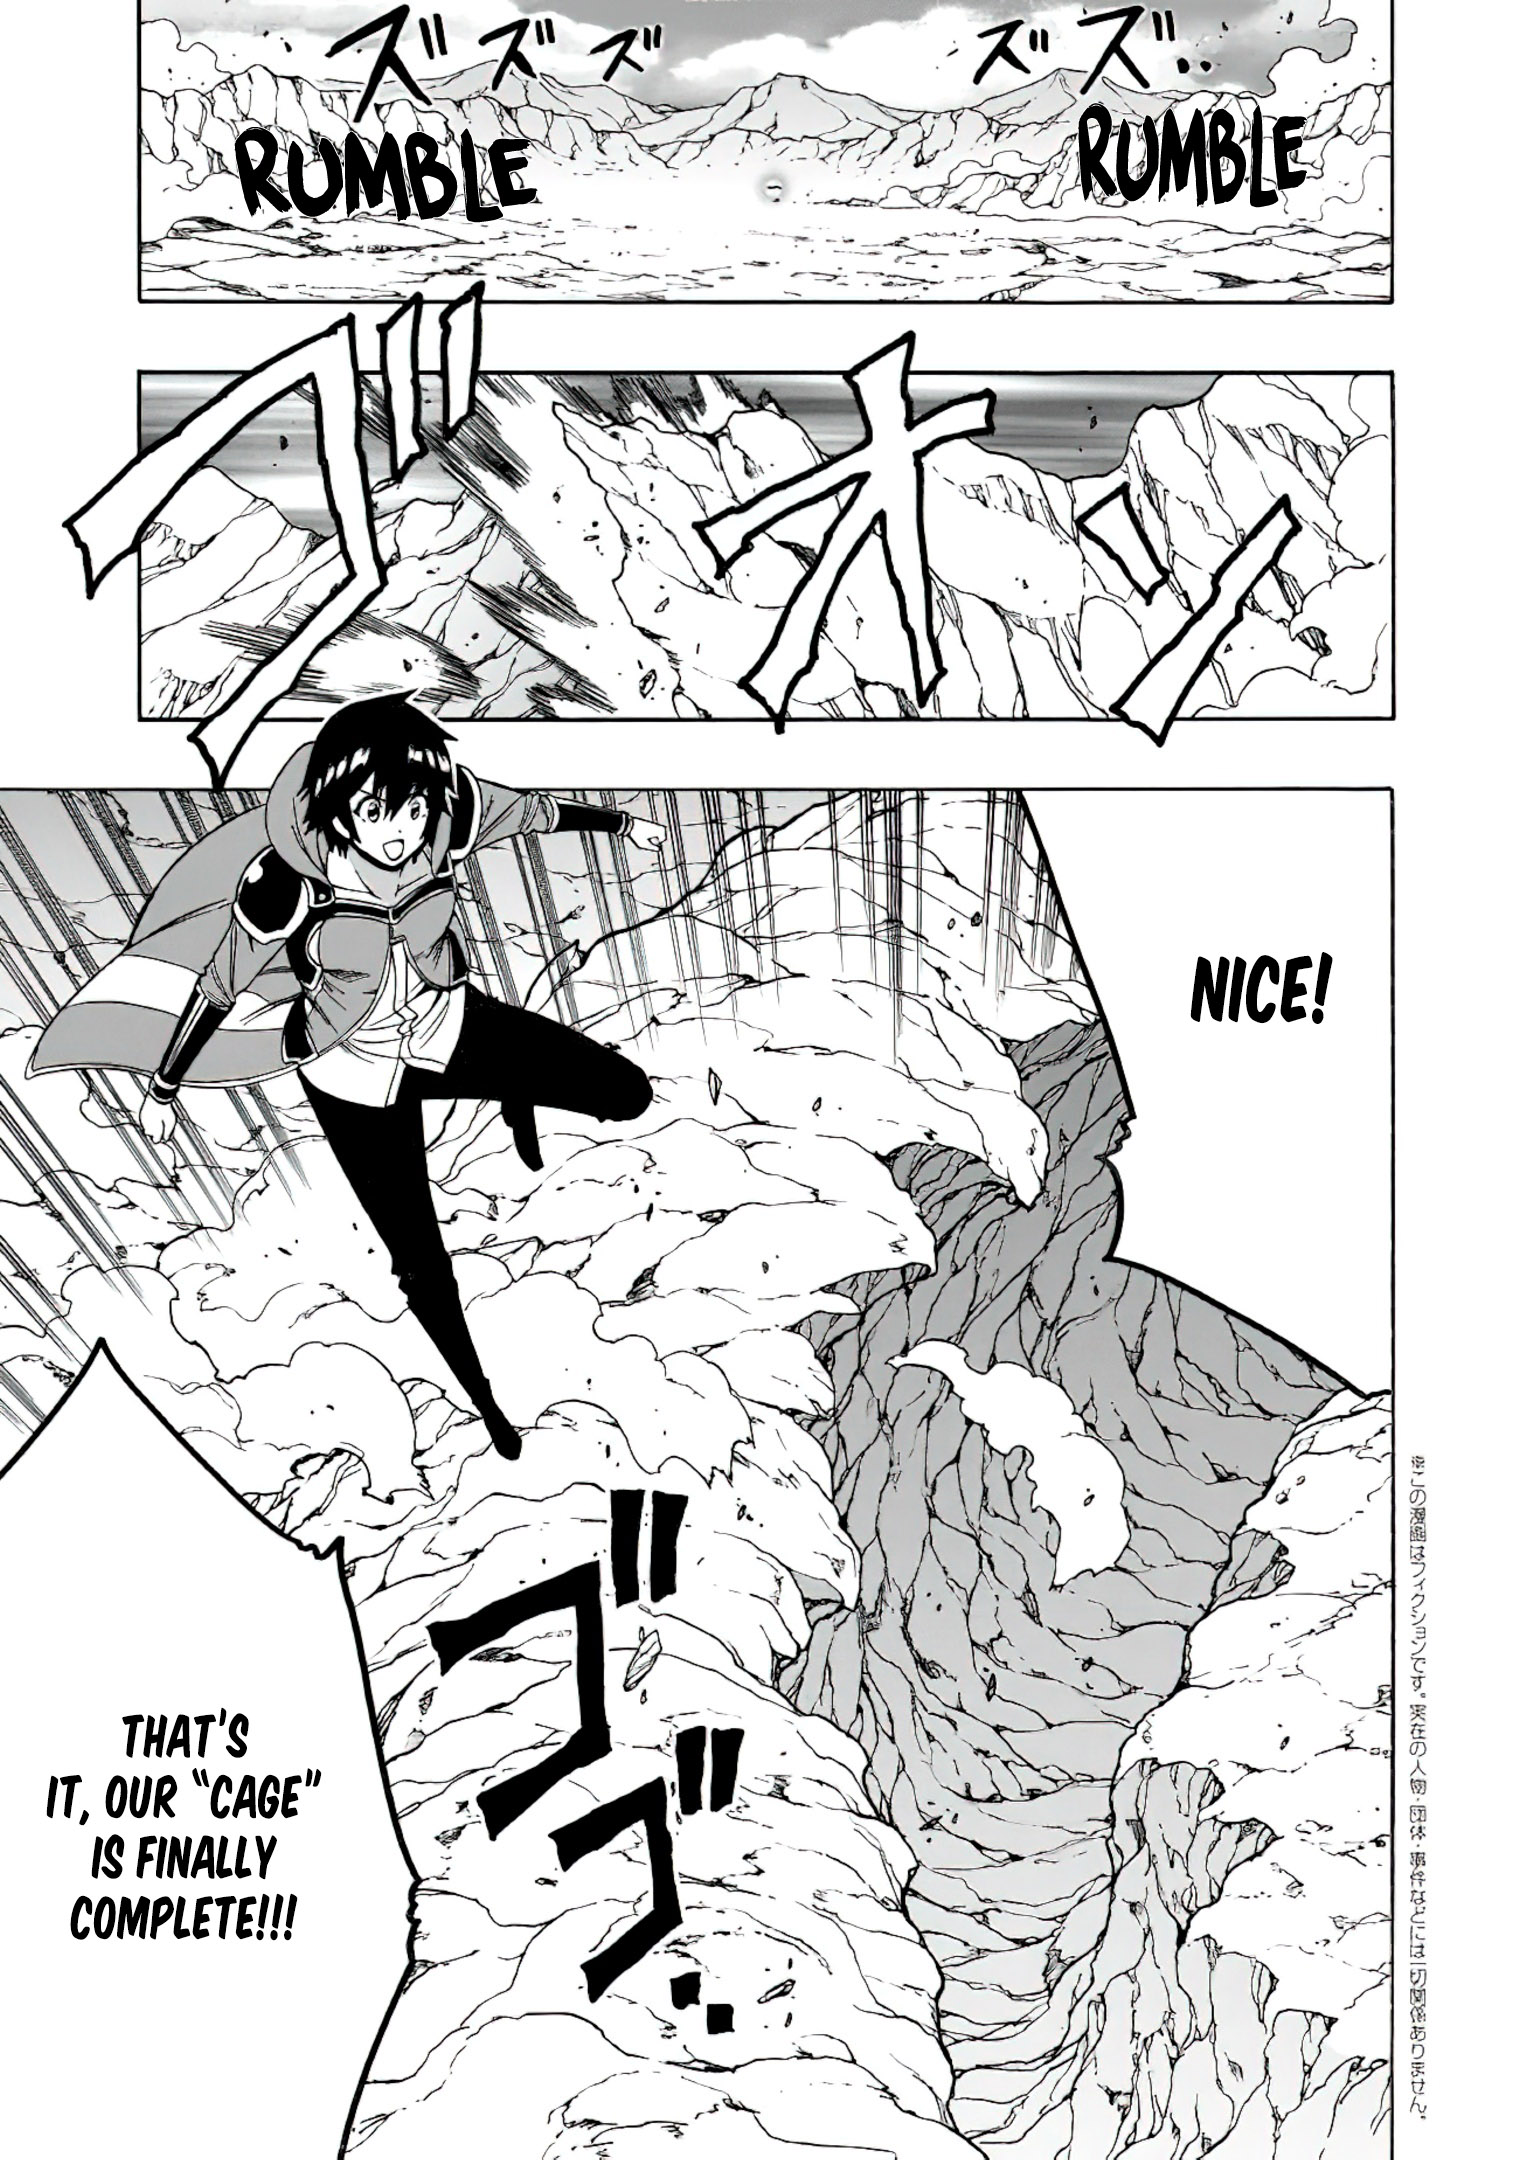 ズズズ
ズズ..
RUMBLE
RUMBLE
ブオッ
NICE!
ゴゴ..
THAT'S
IT, OUR “CAGE”
IS FINALLY
COMPLETE!!!
※この漫画はフィクションです。実在の人物・団体・事件などには一切関係ありません。